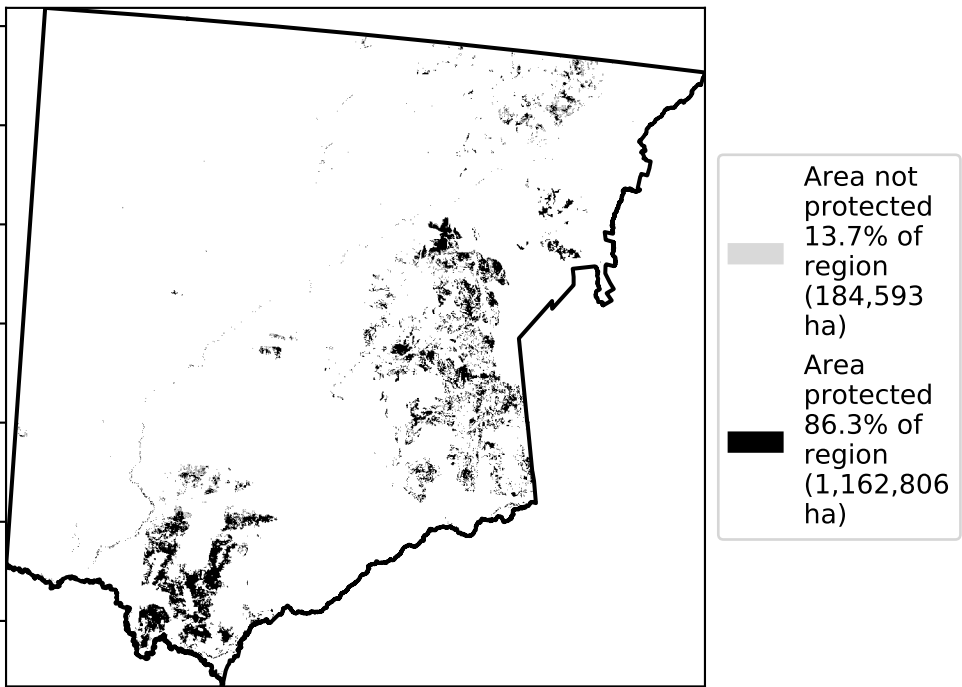 Area not
protected
13.7% of
region
(184,593
ha)
Area
protected
86.3% of
region
(1,162,806
ha)